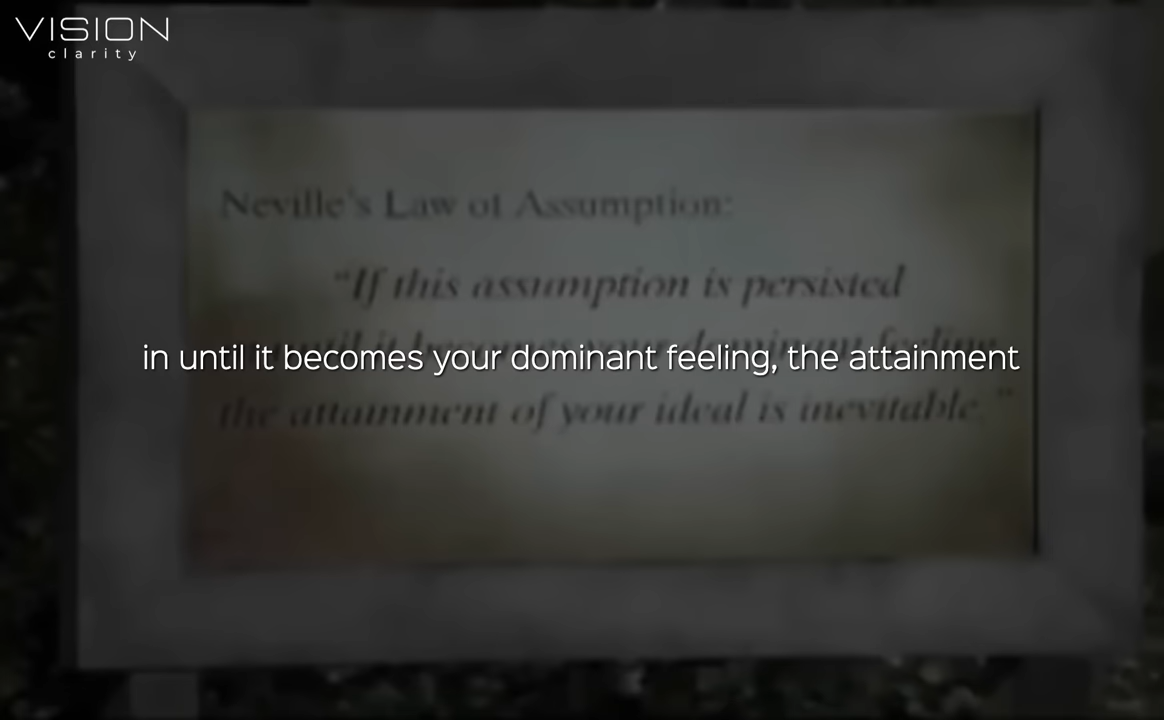 VISION
clarity
Neville's Law of Assumption:
"If this assumption is persisted
in until it becomes your dominant feeling, the attainment
the attainment of your ideal is inevitable."